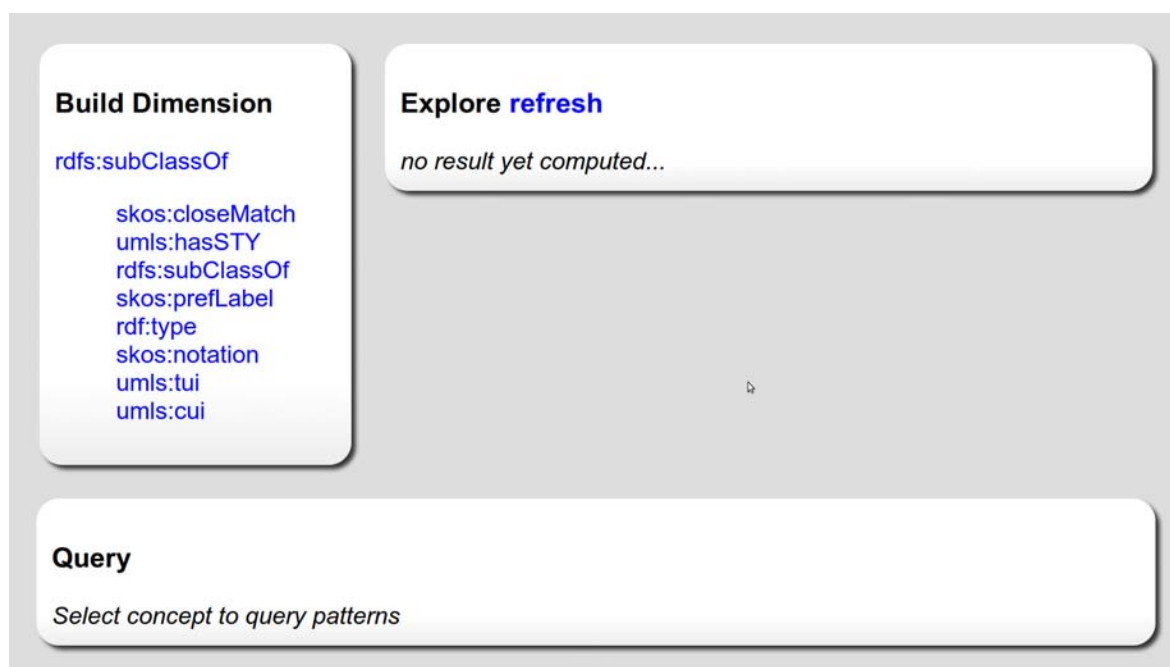 Build Dimension
rdfs:subClassOf
skos:closeMatch
umls:hasSTY
rdfs:subClassOf
skos:prefLabel
rdf:type
skos:notation
umls:tui
umls:cui
Explore refresh
no result yet computed...
Query
Select concept to query patterns